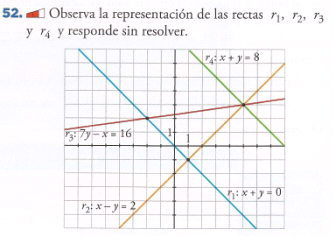 52. Observa la representación de las rectas r₁, r₂, r₃
y r₄ y responde sin resolver.
r₄: x + y = 8
r₃: 7y – x = 16
1
1
r₁: x + y = 0
r₂: x – y = 2